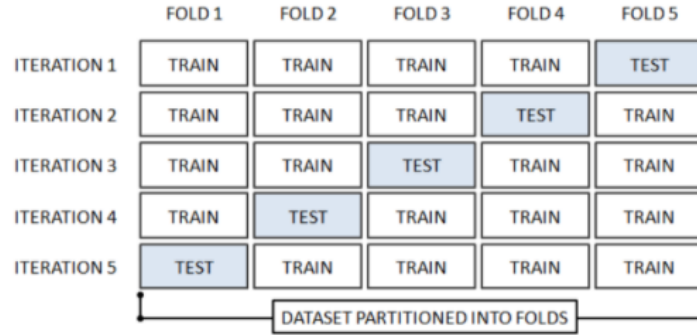 FOLD 1 FOLD 2 FOLD 3 FOLD 4 FOLD 5
ITERATION 1 TRAIN TRAIN TRAIN TRAIN TEST
ITERATION 2 TRAIN TRAIN TRAIN TEST TRAIN
ITERATION 3 TRAIN TRAIN TEST TRAIN TRAIN
ITERATION 4 TRAIN TEST TRAIN TRAIN TRAIN
ITERATION 5 TEST TRAIN TRAIN TRAIN TRAIN
DATASET PARTITIONED INTO FOLDS